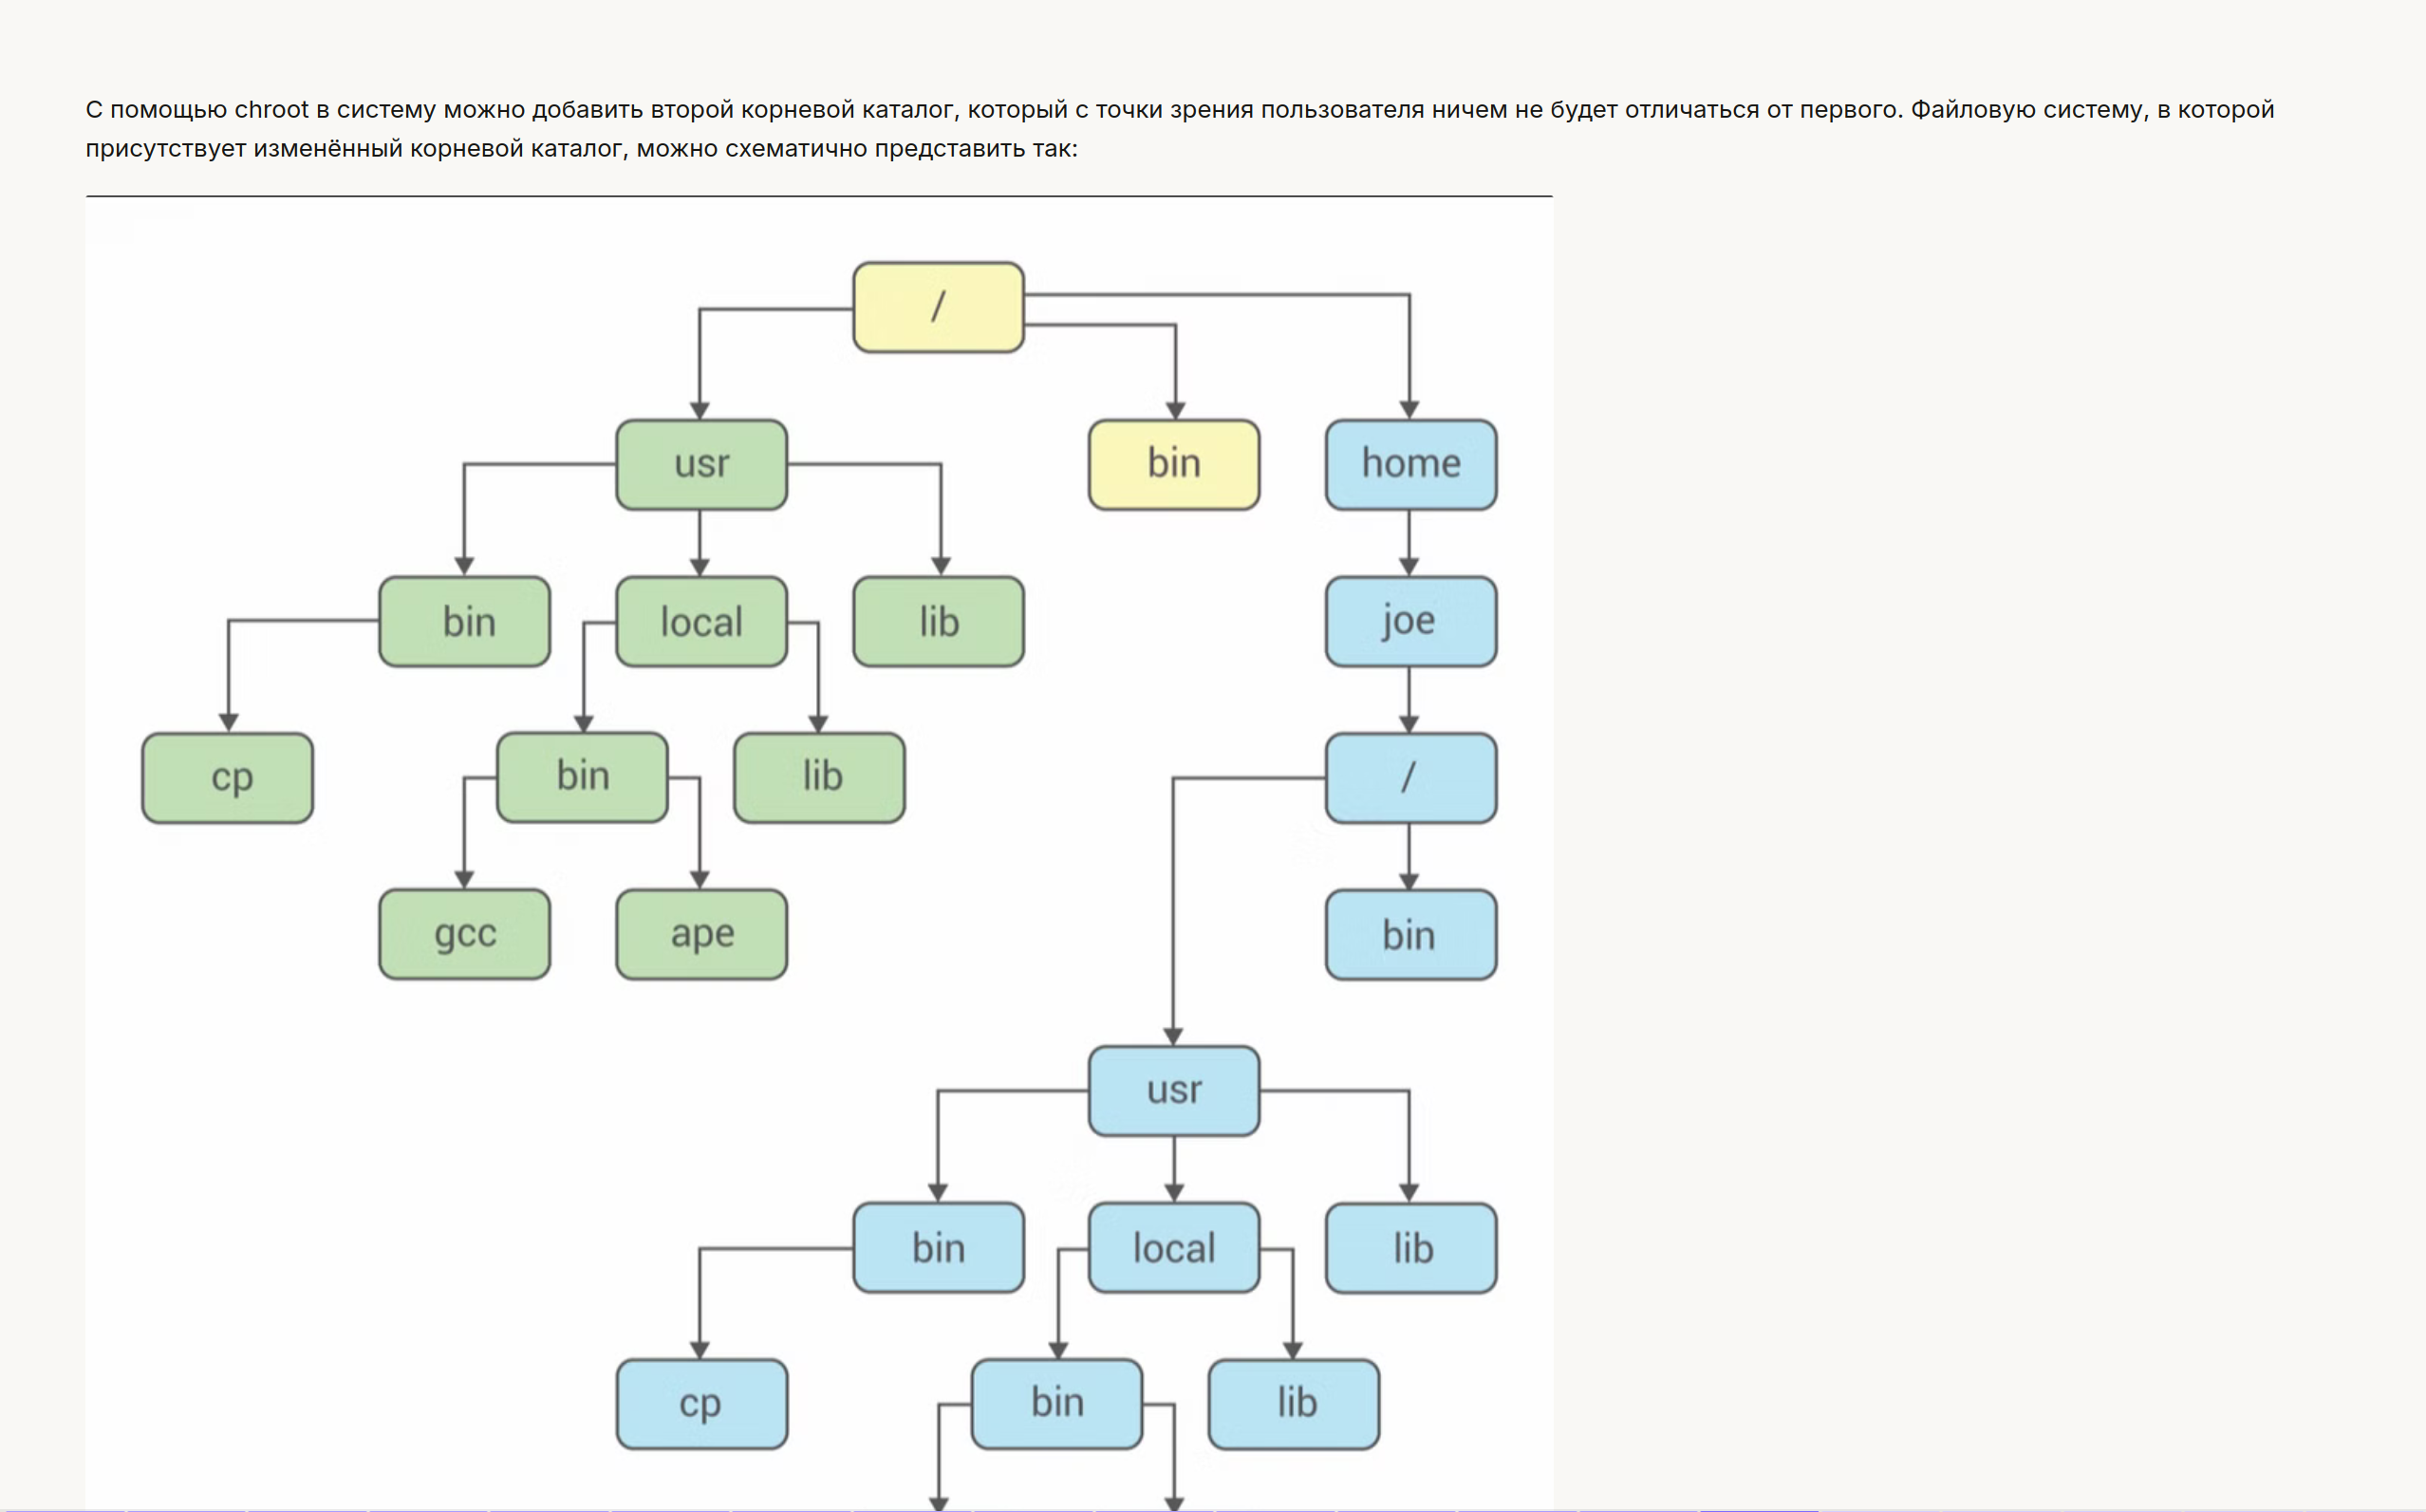 С помощью chroot в систему можно добавить второй корневой каталог, который с точки зрения пользователя ничем не будет отличаться от первого. Файловую систему, в которой
присутствует изменённый корневой каталог, можно схематично представить так:
/
usr bin home
bin local lib joe
cp bin lib /
gcc ape bin
usr
bin local lib
cp bin lib